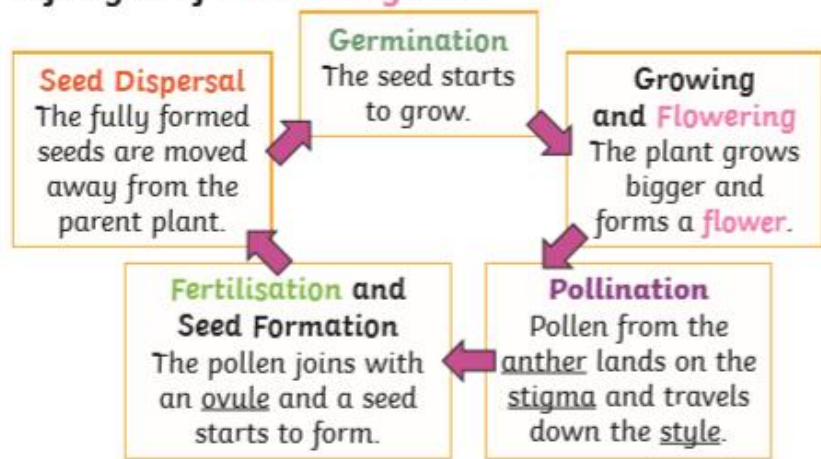 Germination
The seed starts
to grow.
Growing
and Flowering
The plant grows
bigger and
forms a flower.
Pollination
Pollen from the
anther lands on the
stigma and travels
down the style.
Fertilisation and
Seed Formation
The pollen joins with
an ovule and a seed
starts to form.
Seed Dispersal
The fully formed
seeds are moved
away from the
parent plant.